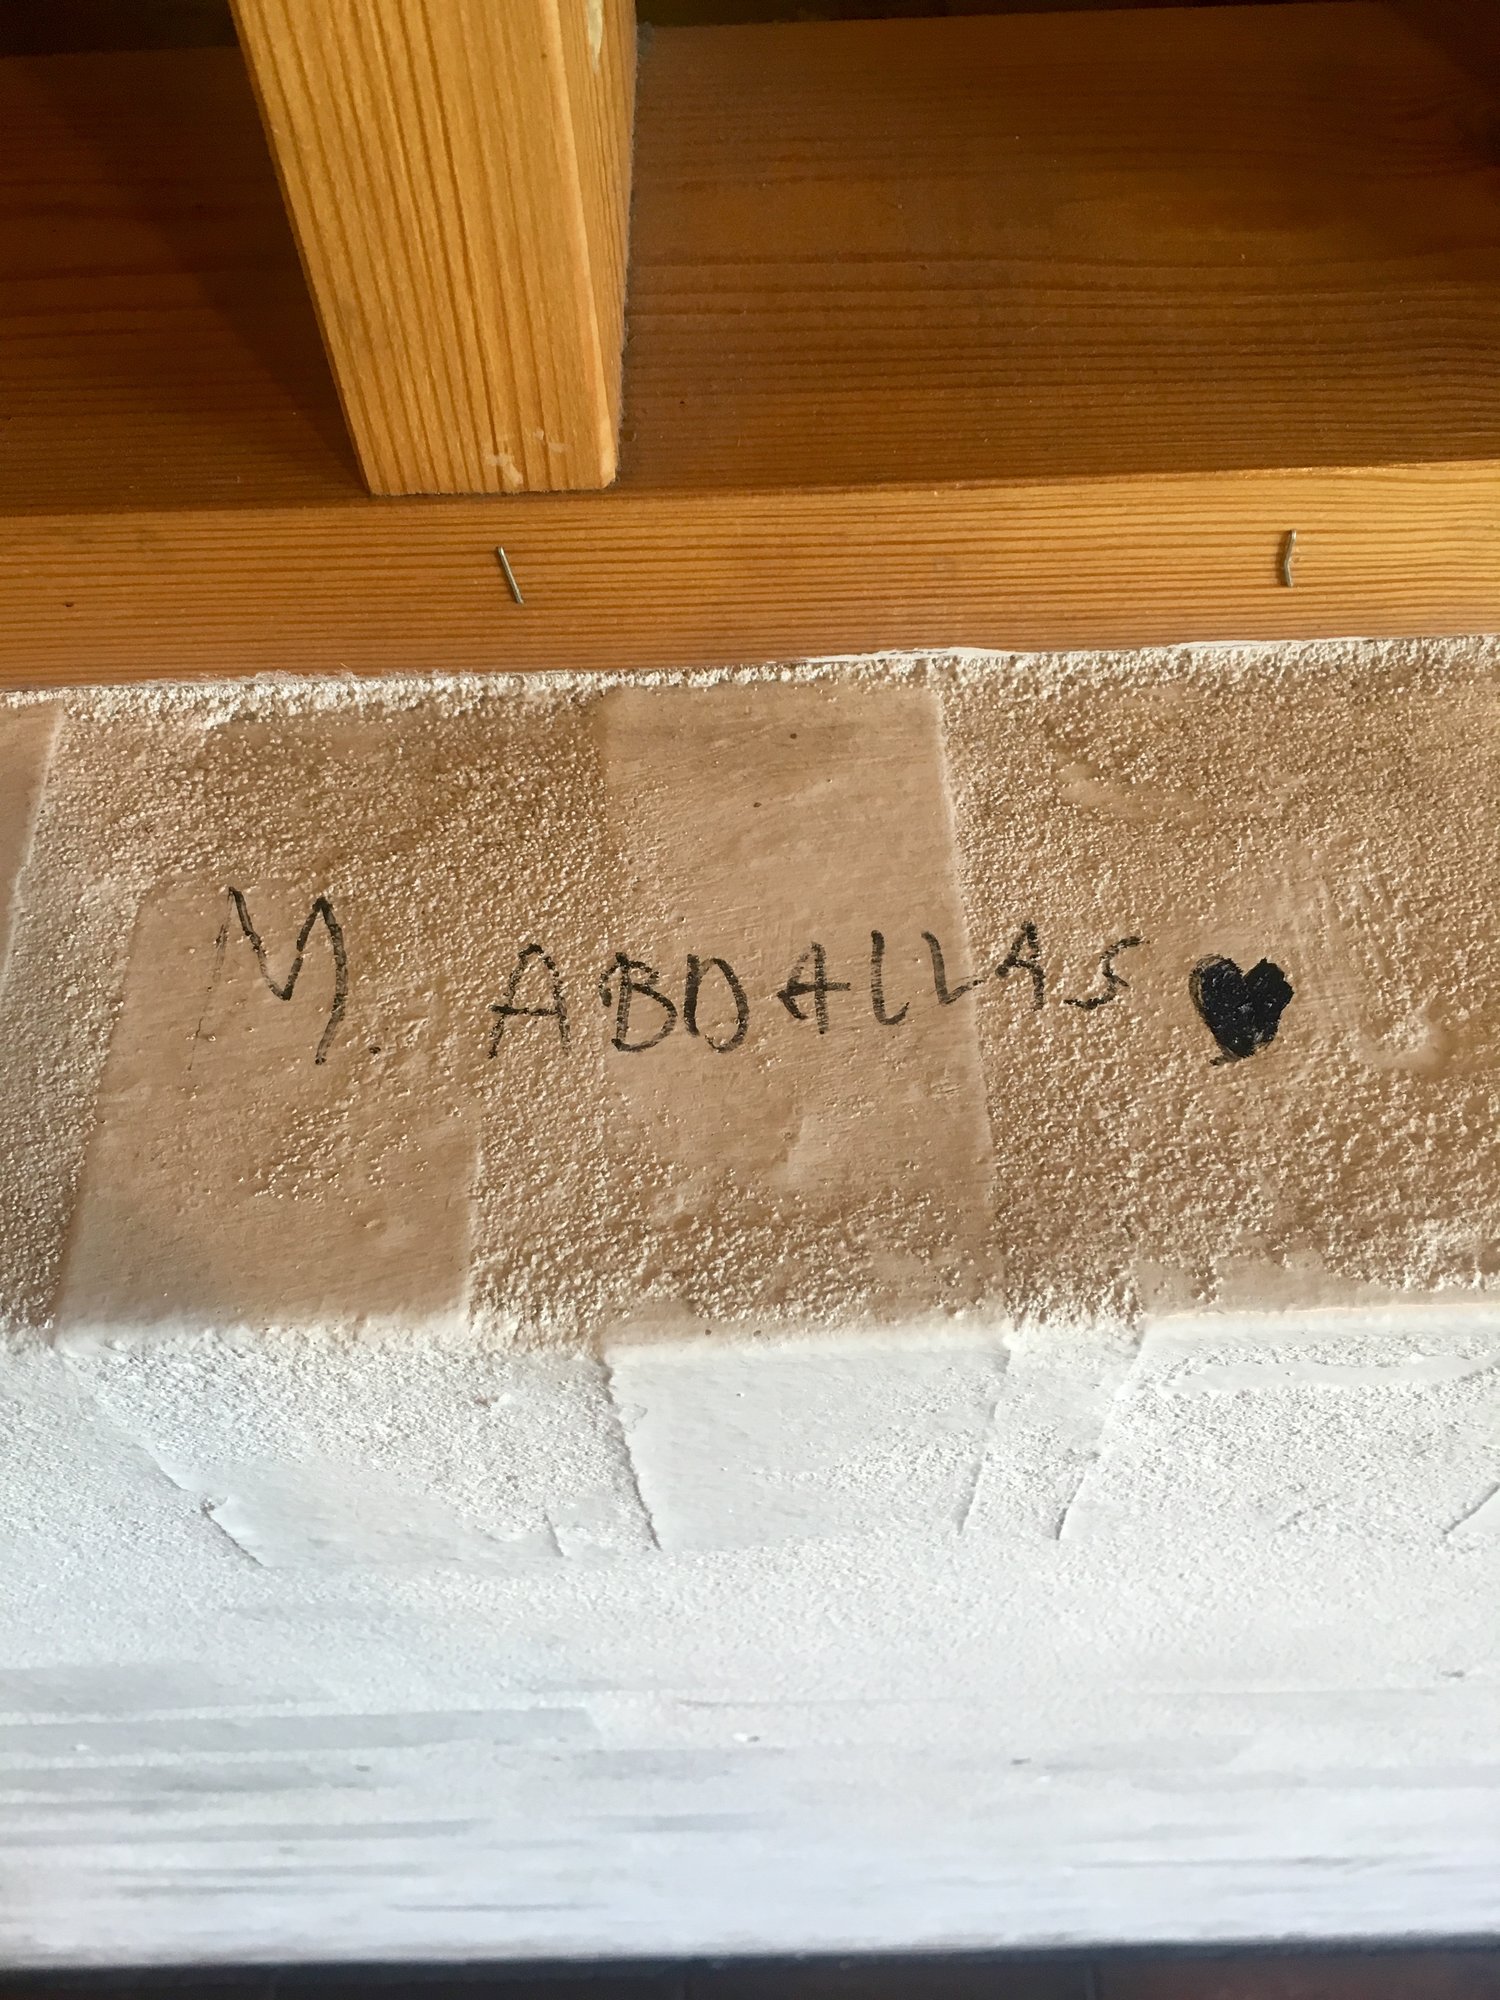 M. ABDALLAS ♥